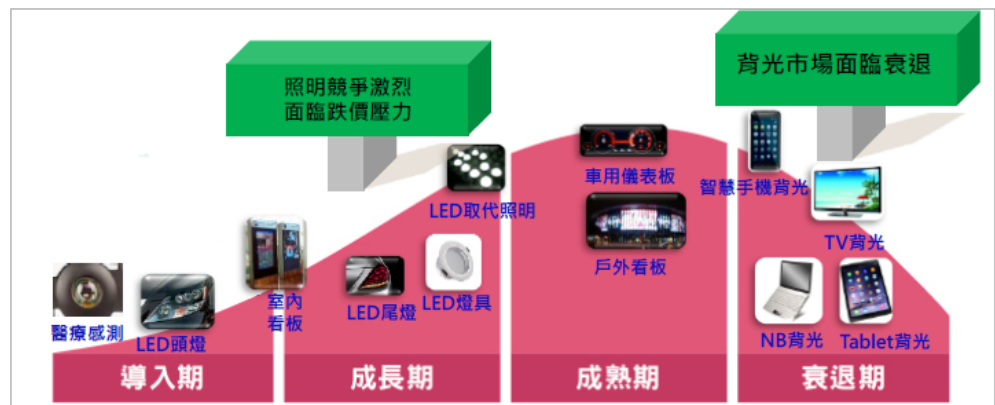 照明競爭激烈
面臨跌價壓力
背光市場面臨衰退
醫療感測
LED頭燈
室內
看板
LED尾燈
LED燈具
LED取代照明
車用儀表板
戶外看板
智慧手機背光
TV背光
NB背光
Tablet背光
導入期
成長期
成熟期
衰退期